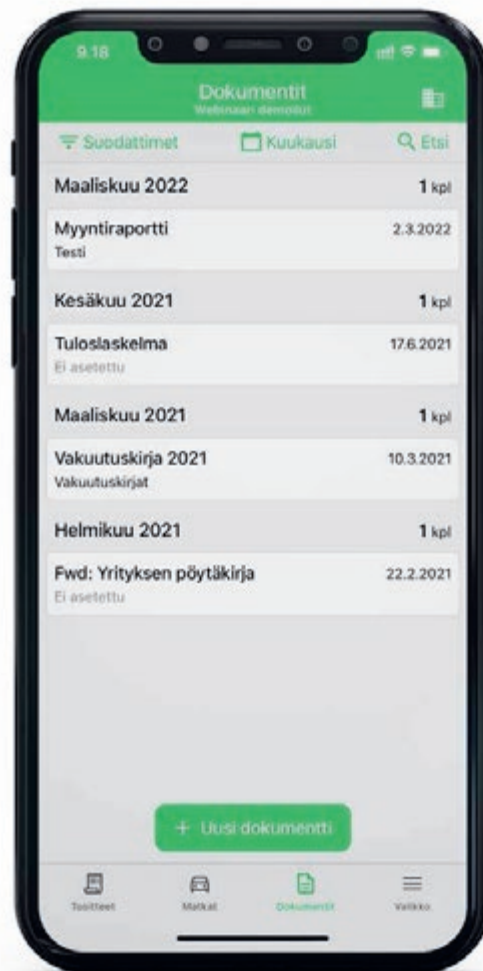 9.18
Dokumentit
Webinaari demoilut
Suodattimet Kuukausi Etsi
Maaliskuu 2022 1 kpl
Myyntiraportti 2.3.2022
Testi
Kesäkuu 2021 1 kpl
Tuloslaskelma 17.6.2021
Ei asetettu
Maaliskuu 2021 1 kpl
Vakuutuskirja 2021 10.3.2021
Vakuutuskirjat
Helmikuu 2021 1 kpl
Fwd: Yrityksen pöytäkirja 22.2.2021
Ei asetettu
+ Uusi dokumentti
Tositteet Matkat Dokumentit Valikko